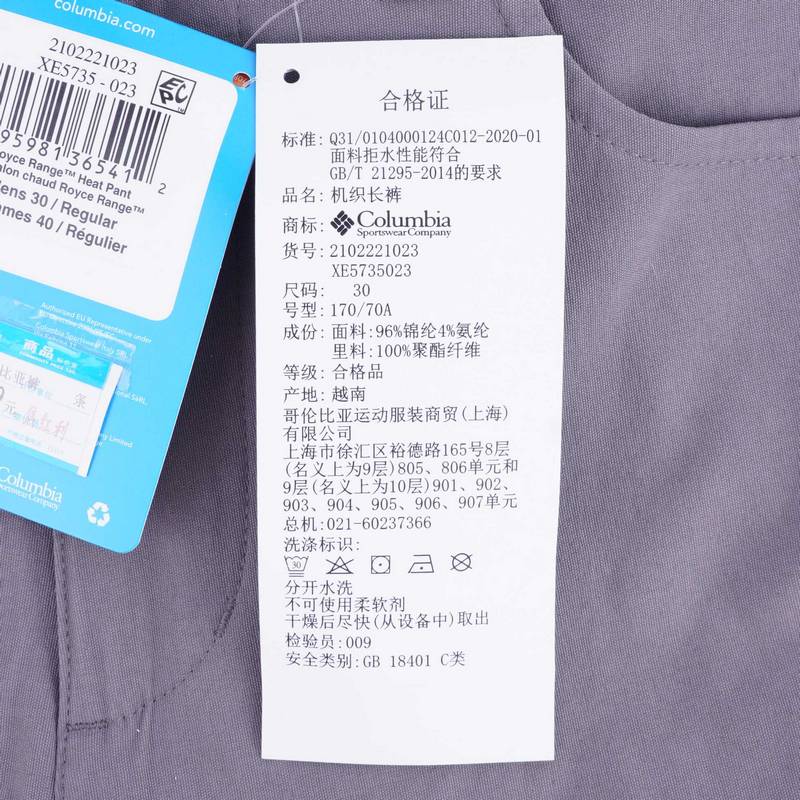 columbia.com
2102221023
XE5735 - 023
EPC
95981 36541 2
Royce Range™ Heat Pant
Royce Range™
30 / Regular
40 / Régulier
Authorised EU Representative under
商品
Columbia
Sportswear Company
合格证
标准: Q31/0104000124C012-2020-01
面料拒水性能符合
GB/T 21295-2014的要求
品名: 机织长裤
商标: Columbia
Sportswear Company
货号: 2102221023
XE5735023
尺码: 30
号型: 170/70A
成份: 面料:96%锦纶4%氨纶
里料:100%聚酯纤维
等级: 合格品
产地: 越南
哥伦比亚运动服装商贸(上海)
有限公司
上海市徐汇区裕德路165号8层
(名义上为9层)805、806单元和
9层(名义上为10层)901、902、
903、904、905、906、907单元
总机:021-60237366
洗涤标识:
30
分开水洗
不可使用柔软剂
干燥后尽快(从设备中)取出
检验员:009
安全类别:GB 18401 C类